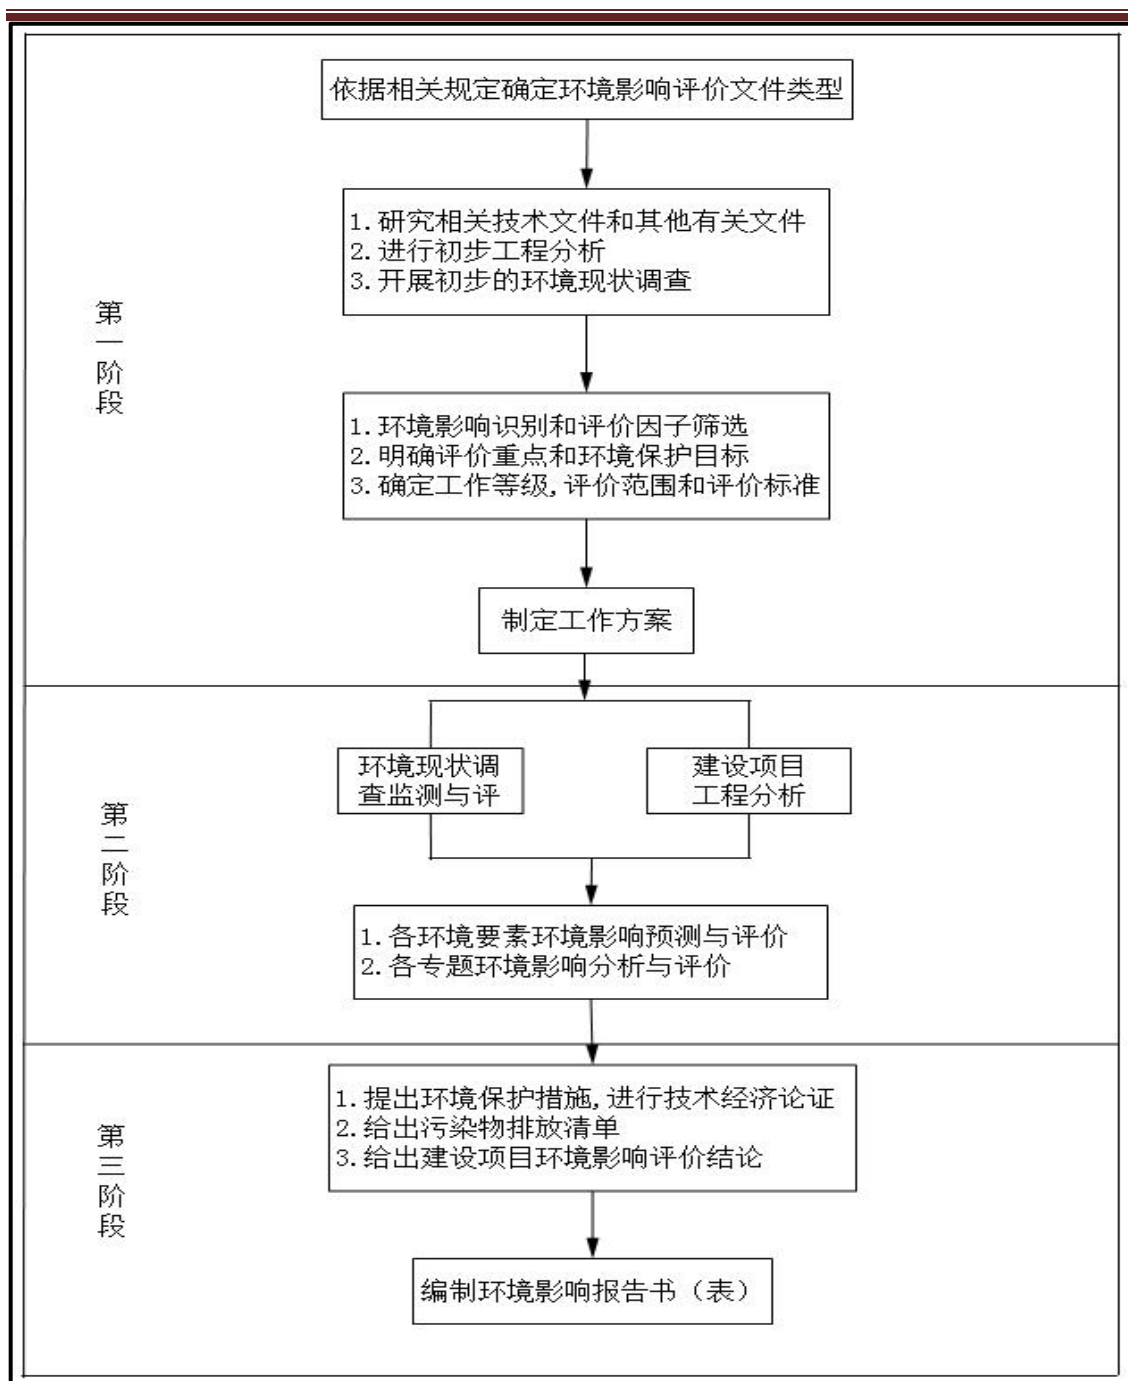 依据相关规定确定环境影响评价文件类型
1.研究相关技术文件和其他有关文件
2.进行初步工程分析
3.开展初步的环境现状调查
第一阶段
1.环境影响识别和评价因子筛选
2.明确评价重点和环境保护目标
3.确定工作等级,评价范围和评价标准
制定工作方案
环境现状调
查监测与评
建设项目
工程分析
第二阶段
1.各环境要素环境影响预测与评价
2.各专题环境影响分析与评价
1.提出环境保护措施,进行技术经济论证
2.给出污染物排放清单
3.给出建设项目环境影响评价结论
第三阶段
编制环境影响报告书（表）